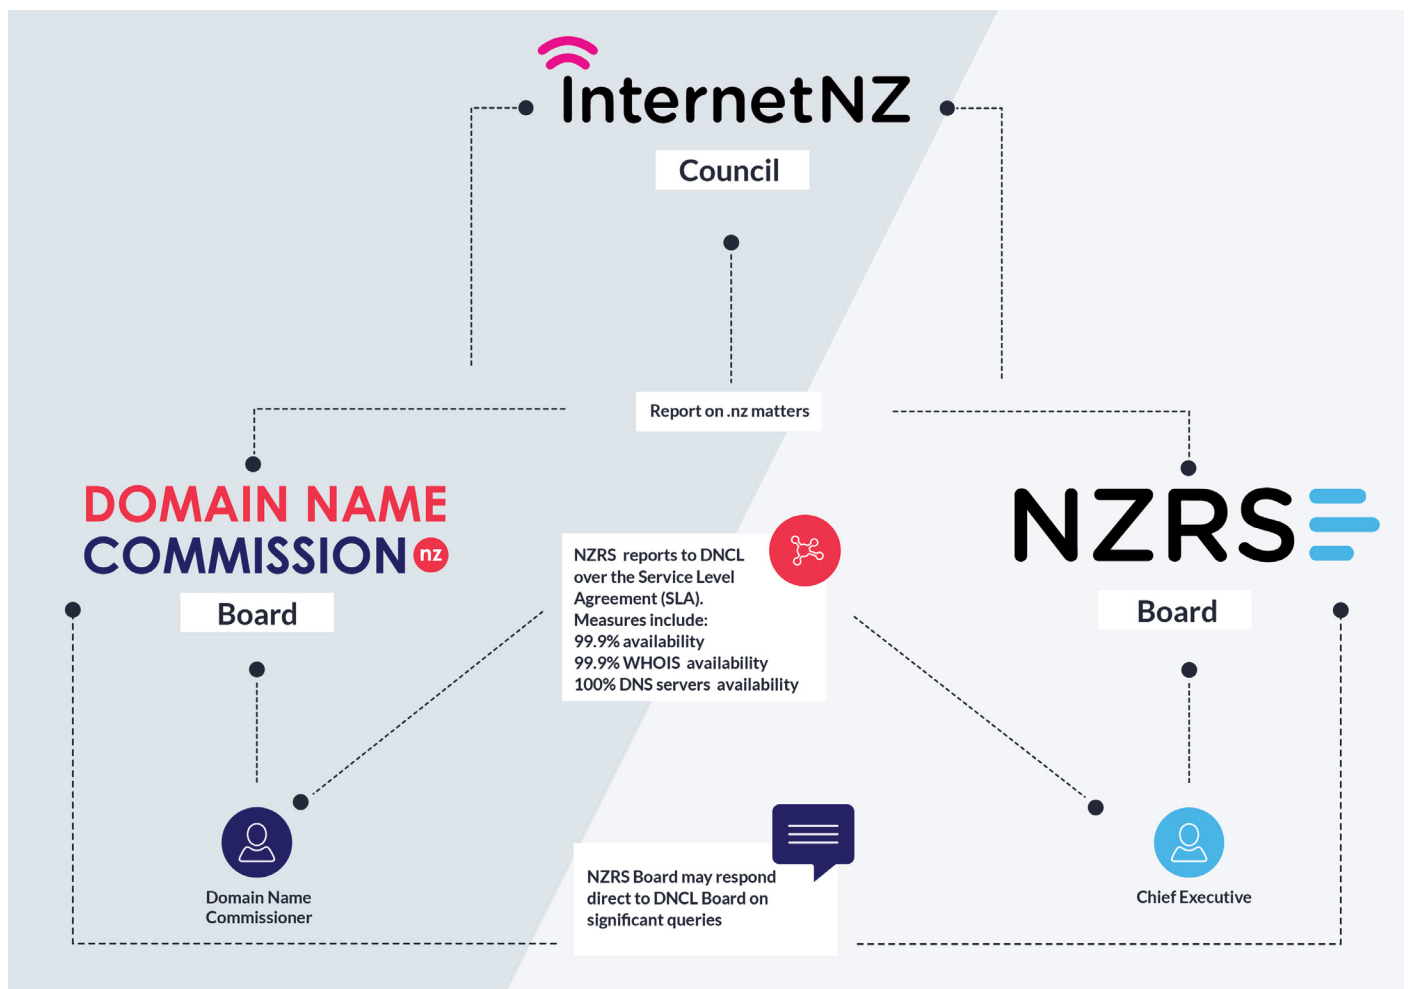 InternetNZ
Council
Report on .nz matters
DOMAIN NAME
COMMISSION nz
Board
NZRS
Board
NZRS reports to DNCL
over the Service Level
Agreement (SLA).
Measures include:
99.9% availability
99.9% WHOIS availability
100% DNS servers availability
Domain Name
Commissioner
Chief Executive
NZRS Board may respond
direct to DNCL Board on
significant queries